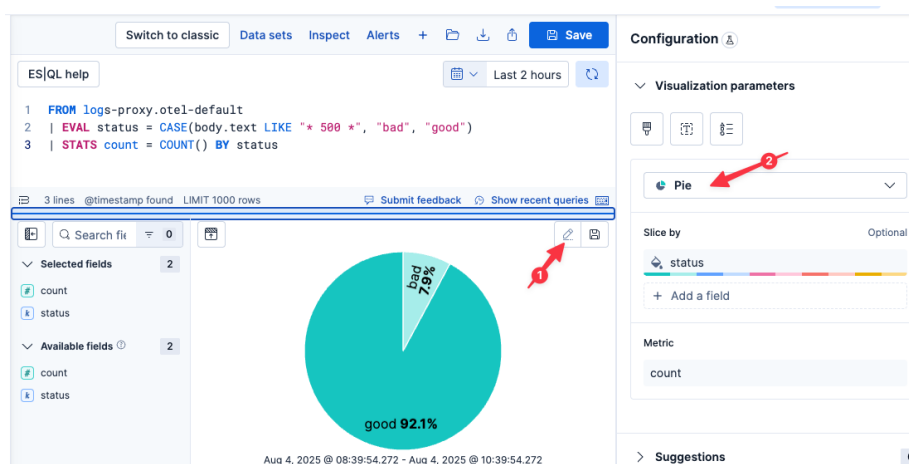 Switch to classic Data sets Inspect Alerts + Save
ES|QL help Last 2 hours
1 FROM logs-proxy.otel-default
2 | EVAL status = CASE(body.text LIKE "* 500 *", "bad", "good")
3 | STATS count = COUNT() BY status
3 lines @timestamp found LIMIT 1000 rows Submit feedback Show recent queries
Search fie 0
Selected fields 2
# count
k status
Available fields 2
# count
k status
1
bad
7.9%
good 92.1%
Aug 4, 2025 @ 08:39:54.272 - Aug 4, 2025 @ 10:39:54.272
Configuration
Visualization parameters
2
Pie
Slice by Optional
status
+ Add a field
Metric
count
Suggestions